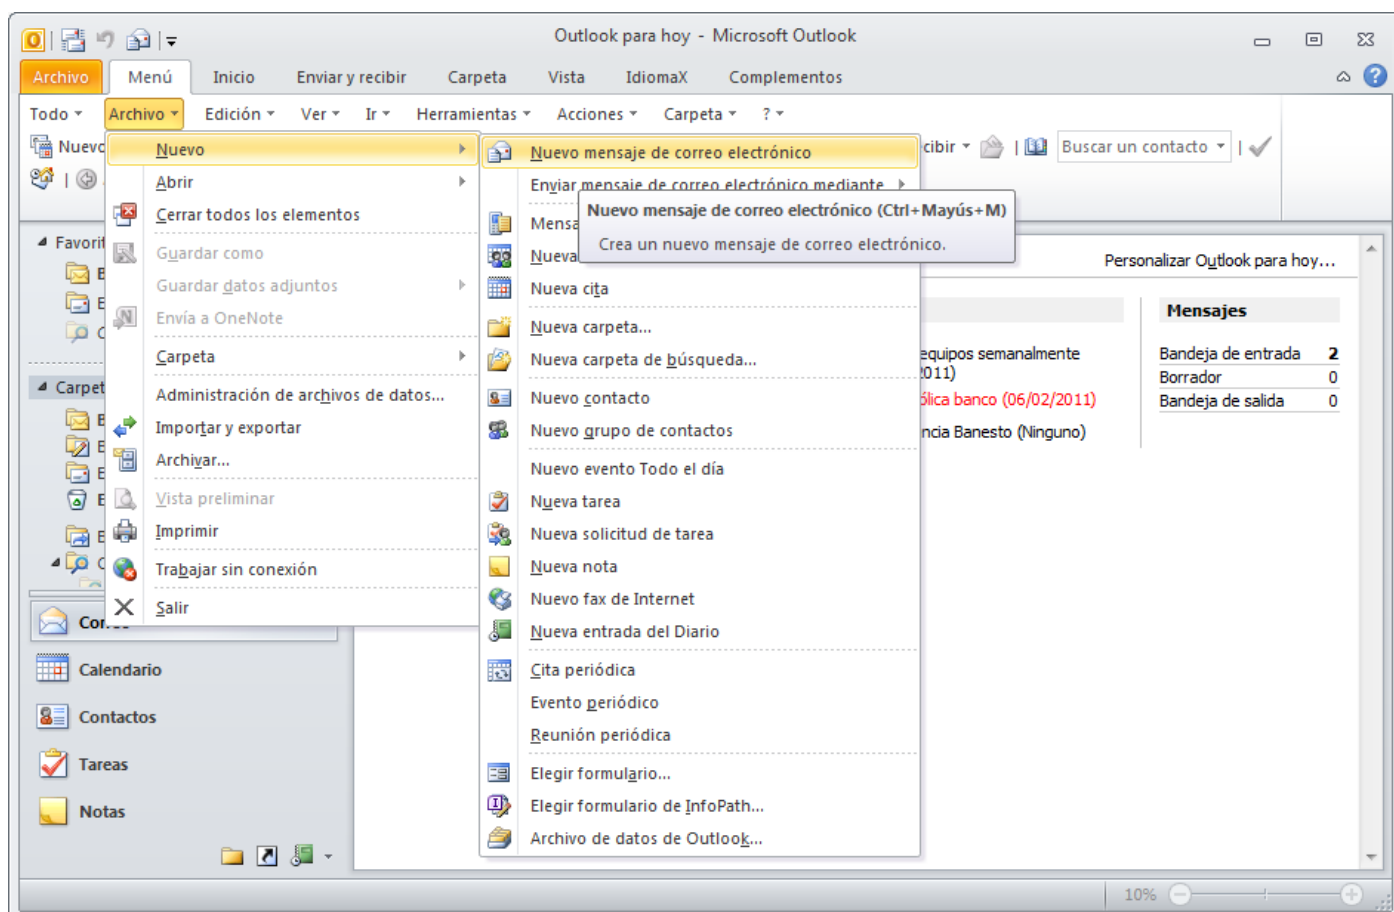 Outlook para hoy - Microsoft Outlook
Archivo Menú Inicio Enviar y recibir Carpeta Vista IdiomaX Complementos
Todo Archivo Edición Ver Ir Herramientas Acciones Carpeta ?
Buscar un contacto
Nuevo
Abrir
Cerrar todos los elementos
Guardar como
Guardar datos adjuntos
Envía a OneNote
Carpeta
Administración de archivos de datos...
Importar y exportar
Archivar...
Vista preliminar
Imprimir
Trabajar sin conexión
Salir
Nuevo mensaje de correo electrónico
Enviar mensaje de correo electrónico mediante
Nuevo mensaje de correo electrónico (Ctrl+Mayús+M)
Crea un nuevo mensaje de correo electrónico.
Nueva
Nueva cita
Nueva carpeta...
Nueva carpeta de búsqueda...
Nuevo contacto
Nuevo grupo de contactos
Nuevo evento Todo el día
Nueva tarea
Nueva solicitud de tarea
Nueva nota
Nuevo fax de Internet
Nueva entrada del Diario
Cita periódica
Evento periódico
Reunión periódica
Elegir formulario...
Elegir formulario de InfoPath...
Archivo de datos de Outlook...
Personalizar Outlook para hoy...
equipos semanalmente
banco (06/02/2011)
Banesto (Ninguno)
Mensajes
Bandeja de entrada 2
Borrador 0
Bandeja de salida 0
Calendario
Contactos
Tareas
Notas
10%